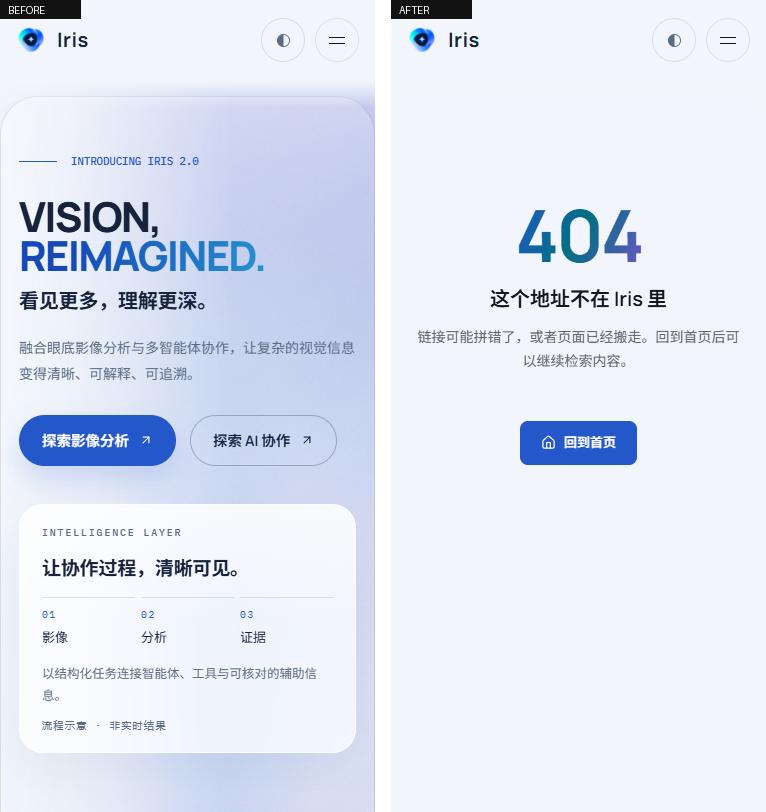 BEFORE
Iris
INTRODUCING IRIS 2.0
VISION,
REIMAGINED.
看见更多，理解更深。
融合眼底影像分析与多智能体协作，让复杂的视觉信息
变得清晰、可解释、可追溯。
探索影像分析
探索 AI 协作
INTELLIGENCE LAYER
让协作过程，清晰可见。
01
02
03
影像
分析
证据
以结构化任务连接智能体、工具与可核对的辅助信
息。
流程示意 · 非实时结果
AFTER
Iris
404
这个地址不在 Iris 里
链接可能拼错了，或者页面已经搬走。回到首页后可
以继续检索内容。
回到首页